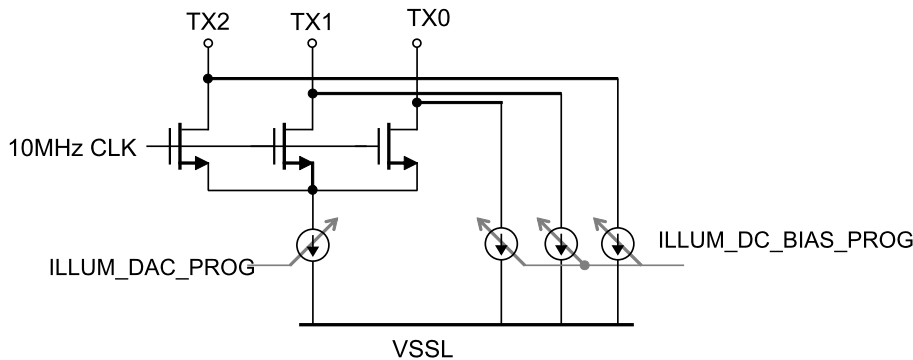 TX2
TX1
TX0
10MHz CLK
ILLUM_DAC_PROG
ILLUM_DC_BIAS_PROG
VSSL